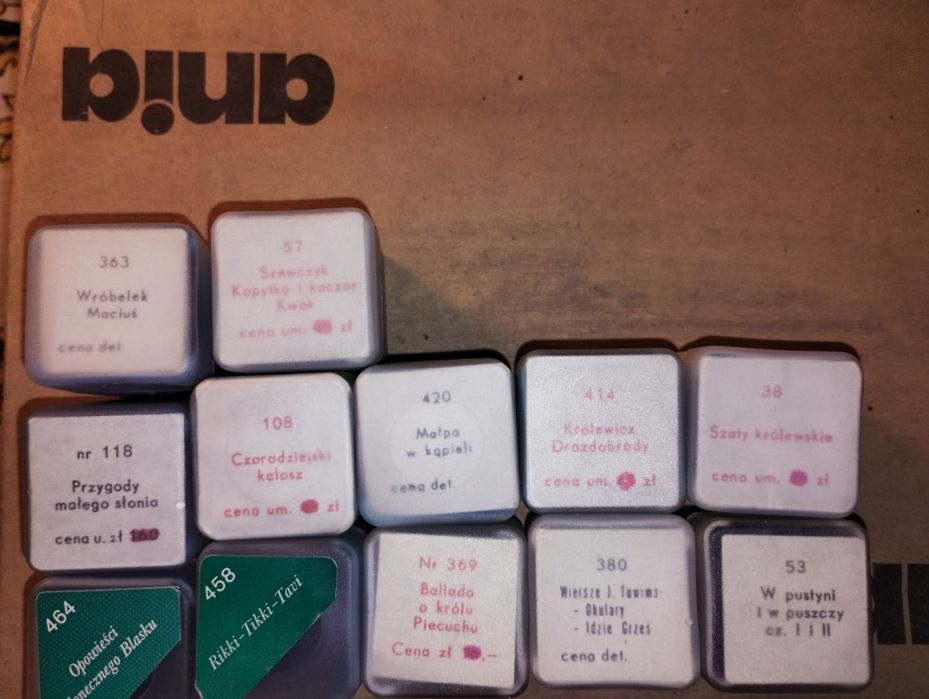 ania
363
Wróbelek
Maciuś
cena det.
57
Szewczyk
Kopytko i kaczor
Kwak
cena um. zł
nr 118
Przygody
małego słonia
cena u. zł 160
108
Czarodziejski
kalosz
cena um. zł
420
Małpa
w kąpieli
cena det.
414
Królewicz
Drozdobrody
cena um. zł
38
Szaty królewskie
cena um. zł
464
Opowieści
Blasku
458
Rikki-Tikki-Tavi
Nr 369
Ballada
o królu
Piecuchu
Cena zł ,--
380
Wiersze J. Tuwima
- Okulary
- Idzie Grześ
cena det.
53
W pustyni
i w puszczy
cz. I i II